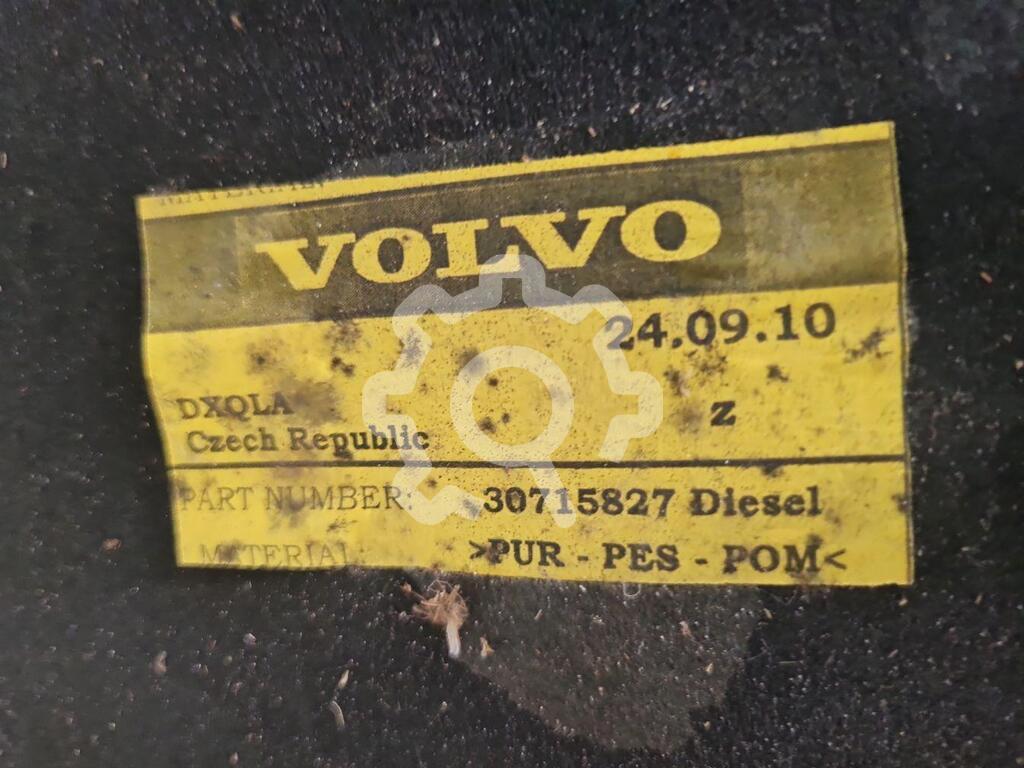 VOLVO
24.09.10
DXQLA
z
Czech Republic
PART NUMBER: 30715827 Diesel
MATERIAL: >PUR - PES - POM<